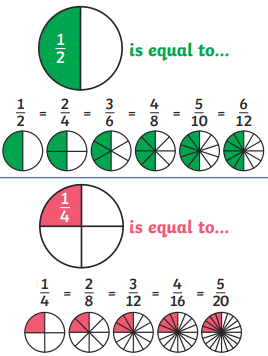 1/2 is equal to...
1/2 = 2/4 = 3/6 = 4/8 = 5/10 = 6/12
1/4 is equal to...
1/4 = 2/8 = 3/12 = 4/16 = 5/20